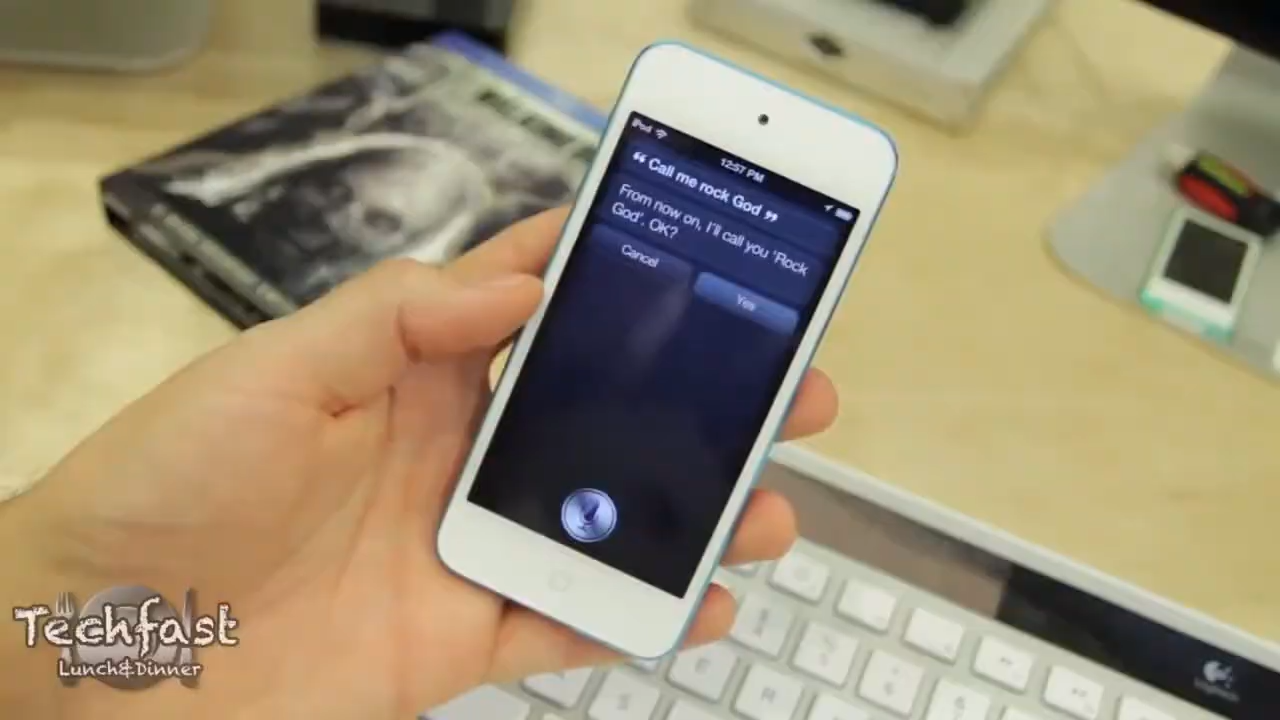 iPod
12:57 PM
“ Call me rock God ”
From now on, I'll call you 'Rock
God'. OK?
Cancel
Yes
Techfast
Lunch&Dinner
Logitech